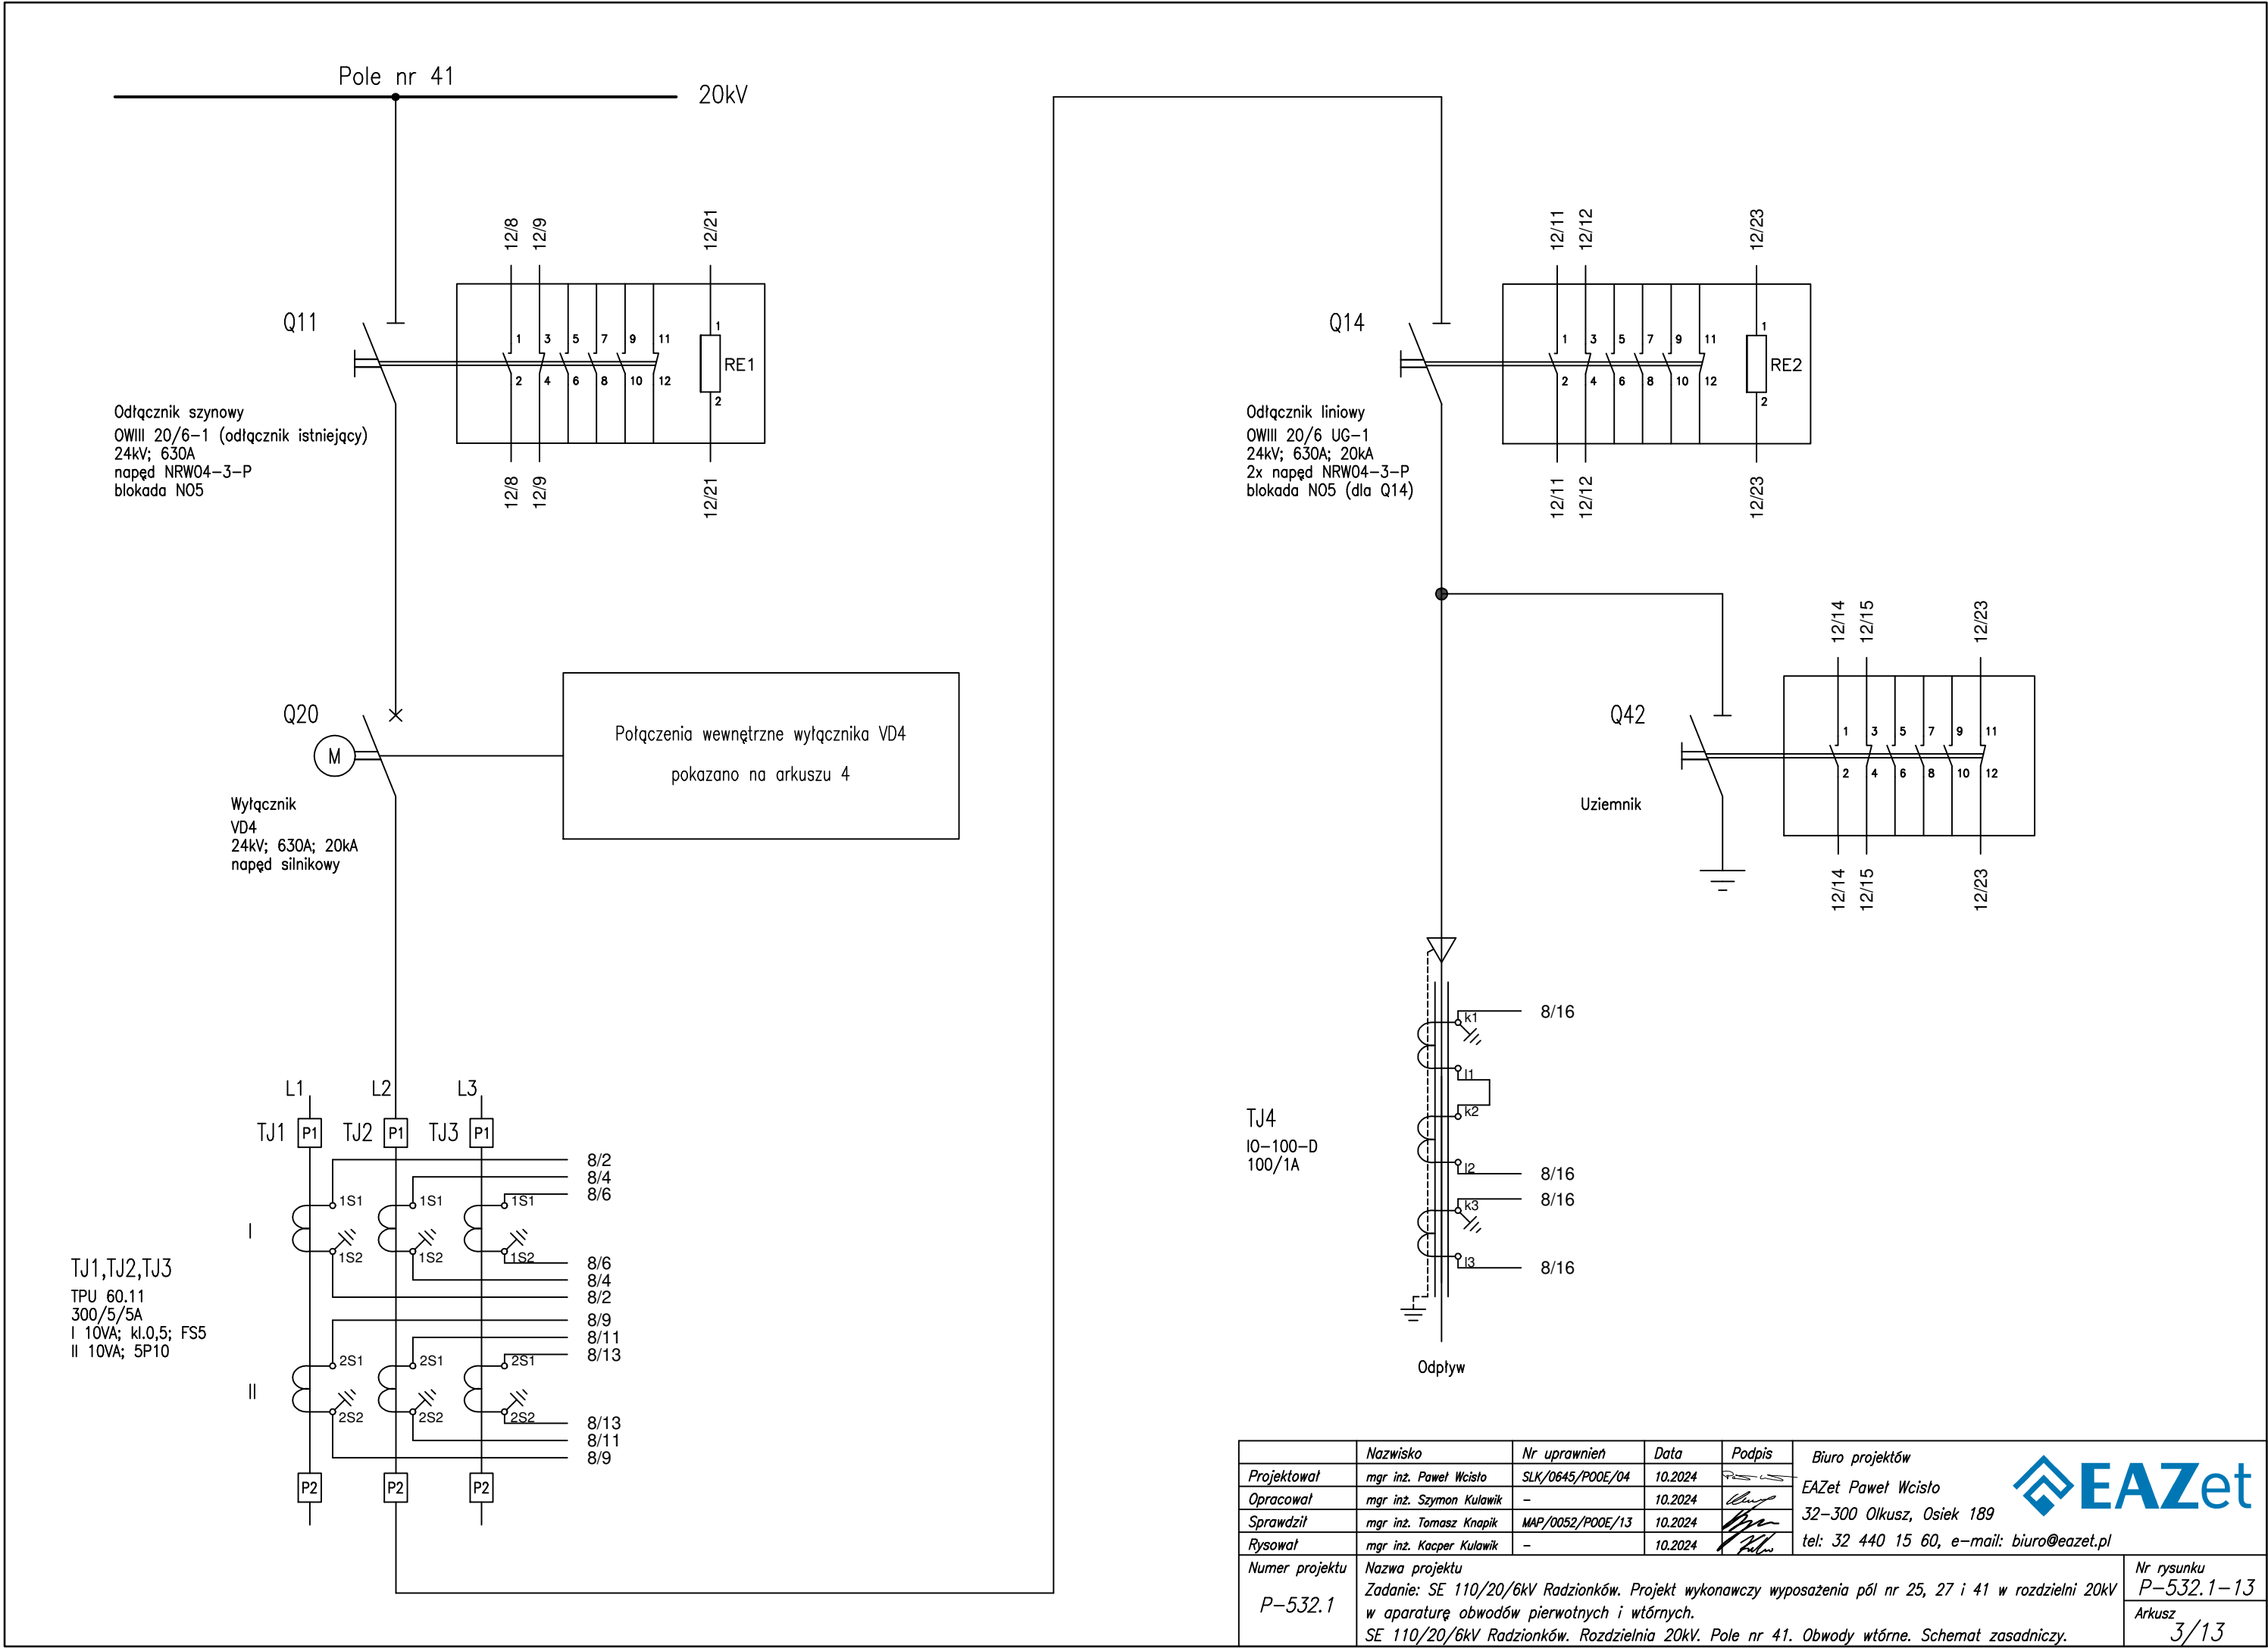 Pole nr 41
20kV
12/8
12/9
12/21
Q11
1
3
5
7
9
11
1
RE1
2
4
6
8
10
12
2
Odłącznik szynowy
OWIII 20/6-1 (odłącznik istniejący)
24kV; 630A
napęd NRW04-3-P
blokada NO5
12/8
12/9
12/21
Q20
M
Wyłącznik
VD4
24kV; 630A; 20kA
napęd silnikowy
Połączenia wewnętrzne wyłącznika VD4
pokazano na arkuszu 4
L1
L2
L3
TJ1
P1
TJ2
P1
TJ3
P1
8/2
8/4
8/6
1S1
1S1
1S1
I
1S2
1S2
1S2
8/6
8/4
8/2
TJ1,TJ2,TJ3
TPU 60.11
300/5/5A
I 10VA; kl.0,5; FS5
II 10VA; 5P10
8/9
8/11
8/13
2S1
2S1
2S1
II
2S2
2S2
2S2
8/13
8/11
8/9
P2
P2
P2
12/11
12/12
12/23
Q14
1
3
5
7
9
11
1
RE2
2
4
6
8
10
12
2
Odłącznik liniowy
OWIII 20/6 UG-1
24kV; 630A; 20kA
2x napęd NRW04-3-P
blokada NO5 (dla Q14)
12/11
12/12
12/23
12/14
12/15
12/23
Q42
1
3
5
7
9
11
2
4
6
8
10
12
Uziemnik
12/14
12/15
12/23
TJ4
IO-100-D
100/1A
k1
8/16
l1
k2
l2
8/16
8/16
k3
l3
8/16
Odpływ
Nazwisko
Nr uprawnień
Data
Podpis
Projektował
mgr inż. Paweł Wcisło
SLK/0645/POOE/04
10.2024
Opracował
mgr inż. Szymon Kulawik
-
10.2024
Sprawdził
mgr inż. Tomasz Knapik
MAP/0052/POOE/13
10.2024
Rysował
mgr inż. Kacper Kulawik
-
10.2024
Biuro projektów
EAZet Paweł Wcisło
32-300 Olkusz, Osiek 189
tel: 32 440 15 60, e-mail: biuro@eazet.pl
EAZet
Numer projektu
P-532.1
Nazwa projektu
Zadanie: SE 110/20/6kV Radzionków. Projekt wykonawczy wyposażenia pól nr 25, 27 i 41 w rozdzielni 20kV
w aparaturę obwodów pierwotnych i wtórnych.
SE 110/20/6kV Radzionków. Rozdzielnia 20kV. Pole nr 41. Obwody wtórne. Schemat zasadniczy.
Nr rysunku
P-532.1-13
Arkusz
3/13